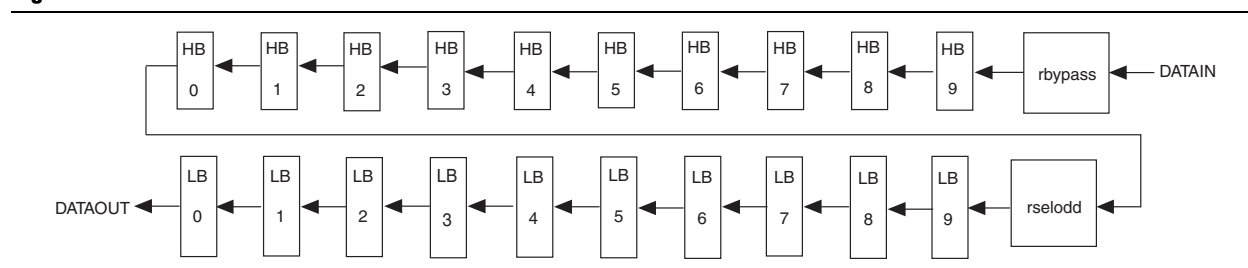 HB HB HB HB HB HB HB HB HB HB
0 1 2 3 4 5 6 7 8 9 rbypass DATAIN
LB LB LB LB LB LB LB LB LB LB
DATAOUT 0 1 2 3 4 5 6 7 8 9 rselodd